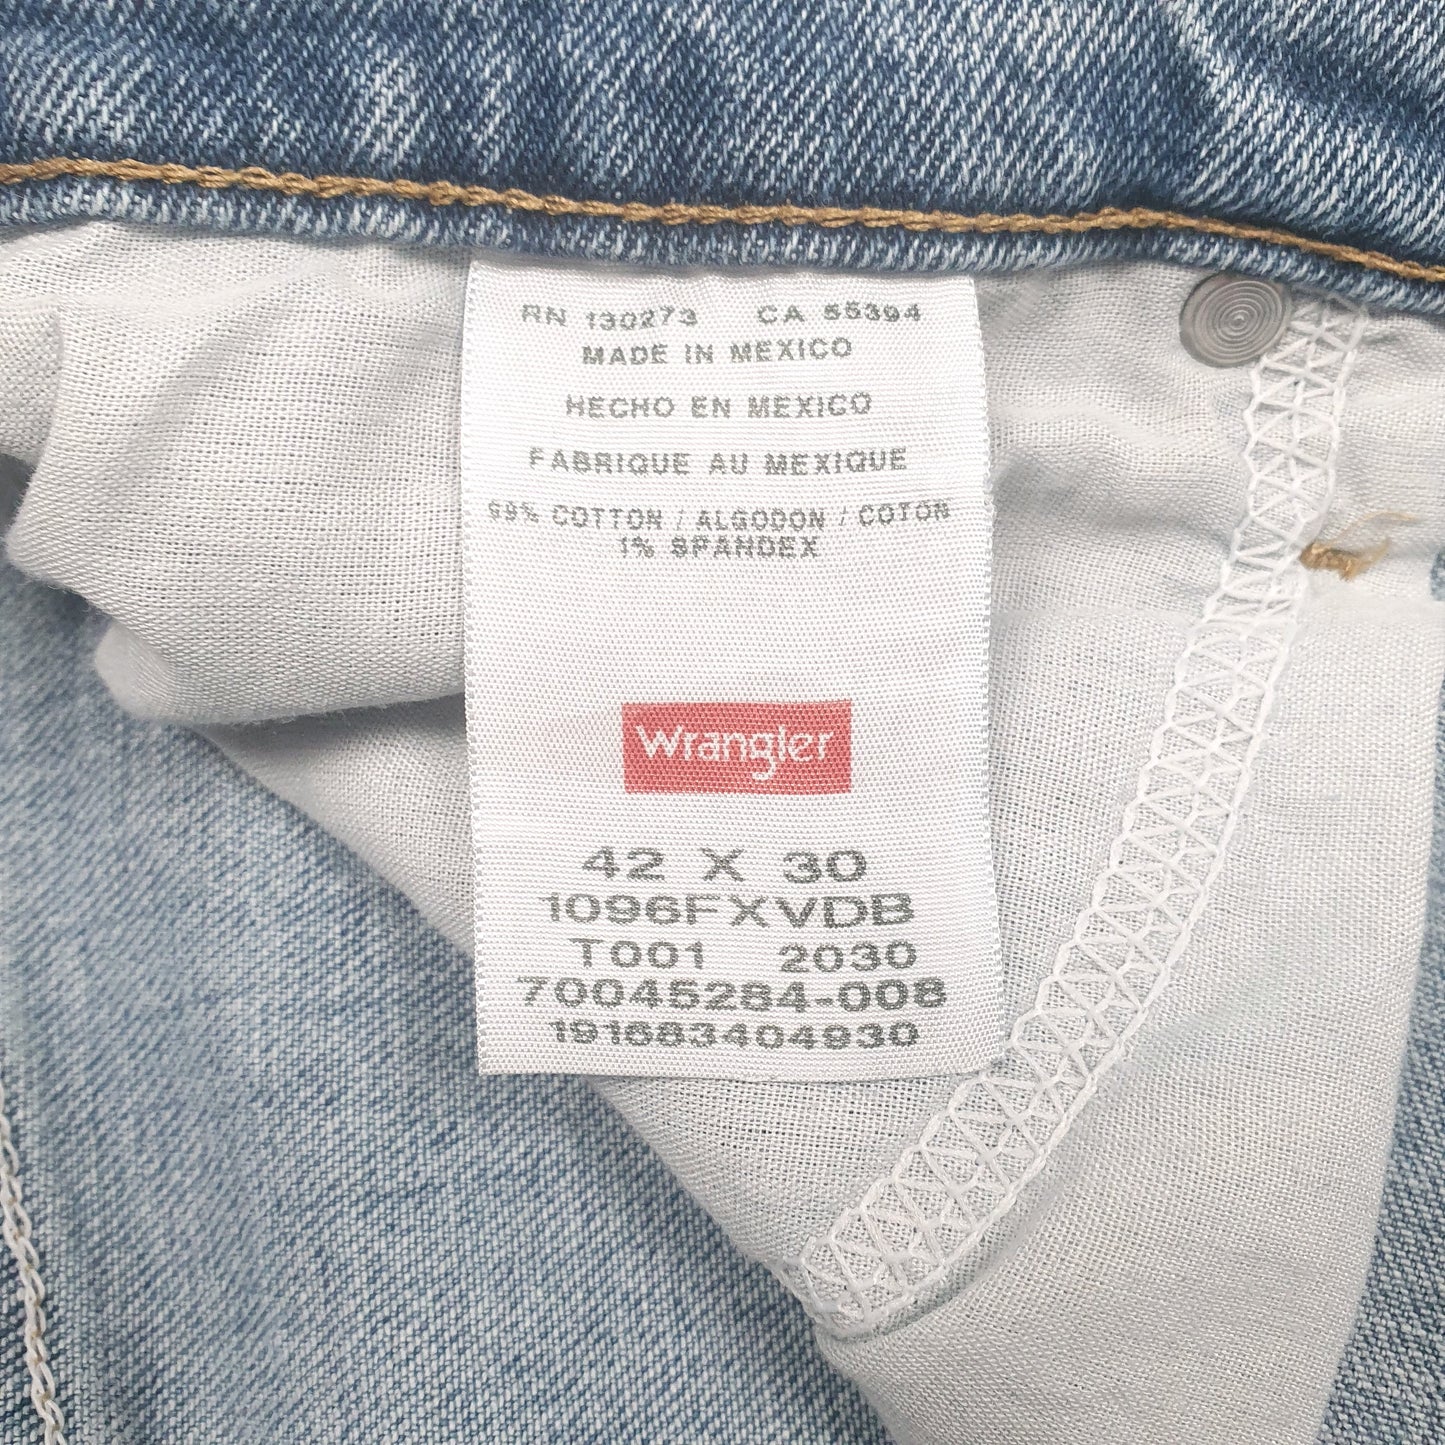 RN 130273 CA 55394
MADE IN MEXICO
HECHO EN MEXICO
FABRIQUE AU MEXIQUE
99% COTTON / ALGODON / COTON
1% SPANDEX
Wrangler
42 X 30
1096FXVDB
T001 2030
70045284-008
191683404930